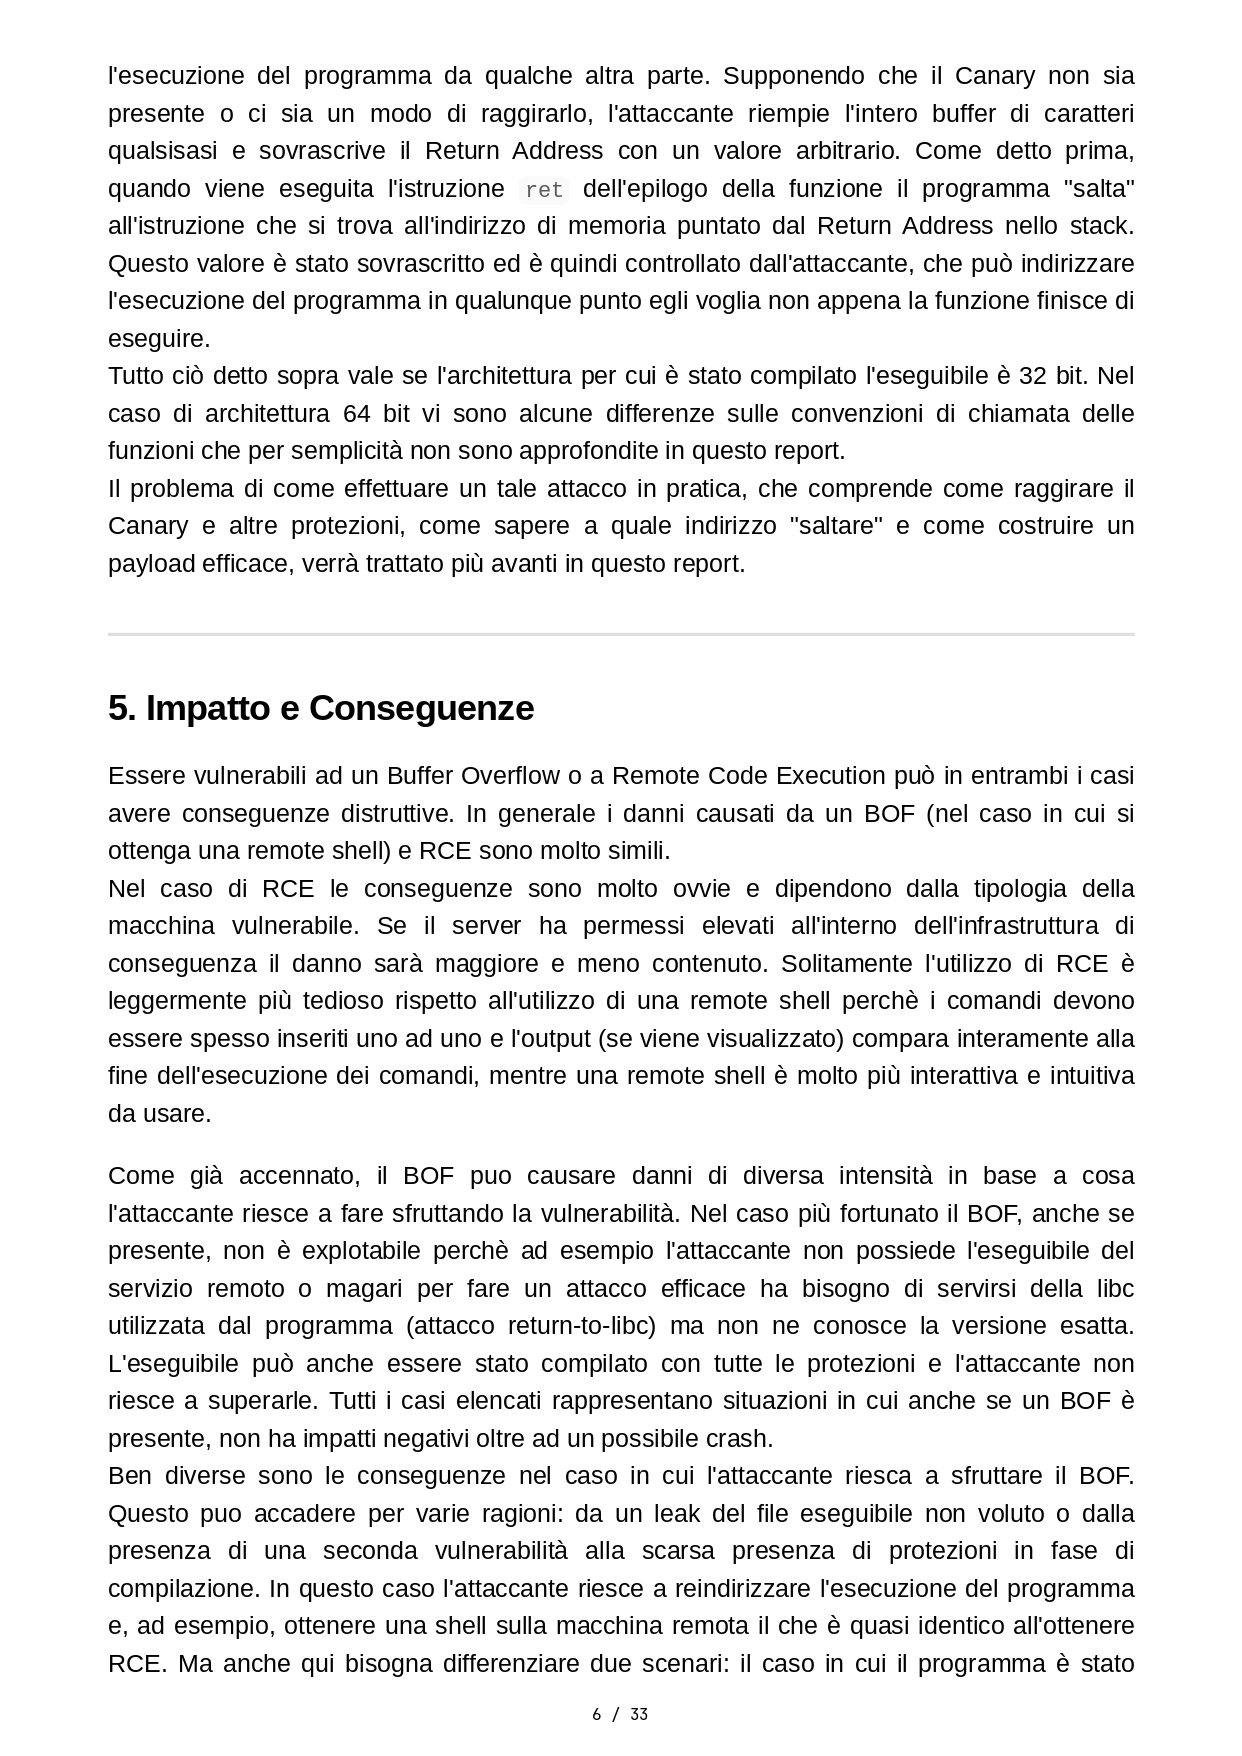 l'esecuzione del programma da qualche altra parte. Supponendo che il Canary non sia
presente o ci sia un modo di raggirarlo, l'attaccante riempie l'intero buffer di caratteri
qualsisasi e sovrascrive il Return Address con un valore arbitrario. Come detto prima,
quando viene eseguita l'istruzione ret dell'epilogo della funzione il programma "salta"
all'istruzione che si trova all'indirizzo di memoria puntato dal Return Address nello stack.
Questo valore è stato sovrascritto ed è quindi controllato dall'attaccante, che può indirizzare
l'esecuzione del programma in qualunque punto egli voglia non appena la funzione finisce di
eseguire.
Tutto ciò detto sopra vale se l'architettura per cui è stato compilato l'eseguibile è 32 bit. Nel
caso di architettura 64 bit vi sono alcune differenze sulle convenzioni di chiamata delle
funzioni che per semplicità non sono approfondite in questo report.
Il problema di come effettuare un tale attacco in pratica, che comprende come raggirare il
Canary e altre protezioni, come sapere a quale indirizzo "saltare" e come costruire un
payload efficace, verrà trattato più avanti in questo report.
5. Impatto e Conseguenze
Essere vulnerabili ad un Buffer Overflow o a Remote Code Execution può in entrambi i casi
avere conseguenze distruttive. In generale i danni causati da un BOF (nel caso in cui si
ottenga una remote shell) e RCE sono molto simili.
Nel caso di RCE le conseguenze sono molto ovvie e dipendono dalla tipologia della
macchina vulnerabile. Se il server ha permessi elevati all'interno dell'infrastruttura di
conseguenza il danno sarà maggiore e meno contenuto. Solitamente l'utilizzo di RCE è
leggermente più tedioso rispetto all'utilizzo di una remote shell perchè i comandi devono
essere spesso inseriti uno ad uno e l'output (se viene visualizzato) compara interamente alla
fine dell'esecuzione dei comandi, mentre una remote shell è molto più interattiva e intuitiva
da usare.
Come già accennato, il BOF puo causare danni di diversa intensità in base a cosa
l'attaccante riesce a fare sfruttando la vulnerabilità. Nel caso più fortunato il BOF, anche se
presente, non è explotabile perchè ad esempio l'attaccante non possiede l'eseguibile del
servizio remoto o magari per fare un attacco efficace ha bisogno di servirsi della libc
utilizzata dal programma (attacco return-to-libc) ma non ne conosce la versione esatta.
L'eseguibile può anche essere stato compilato con tutte le protezioni e l'attaccante non
riesce a superarle. Tutti i casi elencati rappresentano situazioni in cui anche se un BOF è
presente, non ha impatti negativi oltre ad un possibile crash.
Ben diverse sono le conseguenze nel caso in cui l'attaccante riesca a sfruttare il BOF.
Questo puo accadere per varie ragioni: da un leak del file eseguibile non voluto o dalla
presenza di una seconda vulnerabilità alla scarsa presenza di protezioni in fase di
compilazione. In questo caso l'attaccante riesce a reindirizzare l'esecuzione del programma
e, ad esempio, ottenere una shell sulla macchina remota il che è quasi identico all'ottenere
RCE. Ma anche qui bisogna differenziare due scenari: il caso in cui il programma è stato
6 / 33